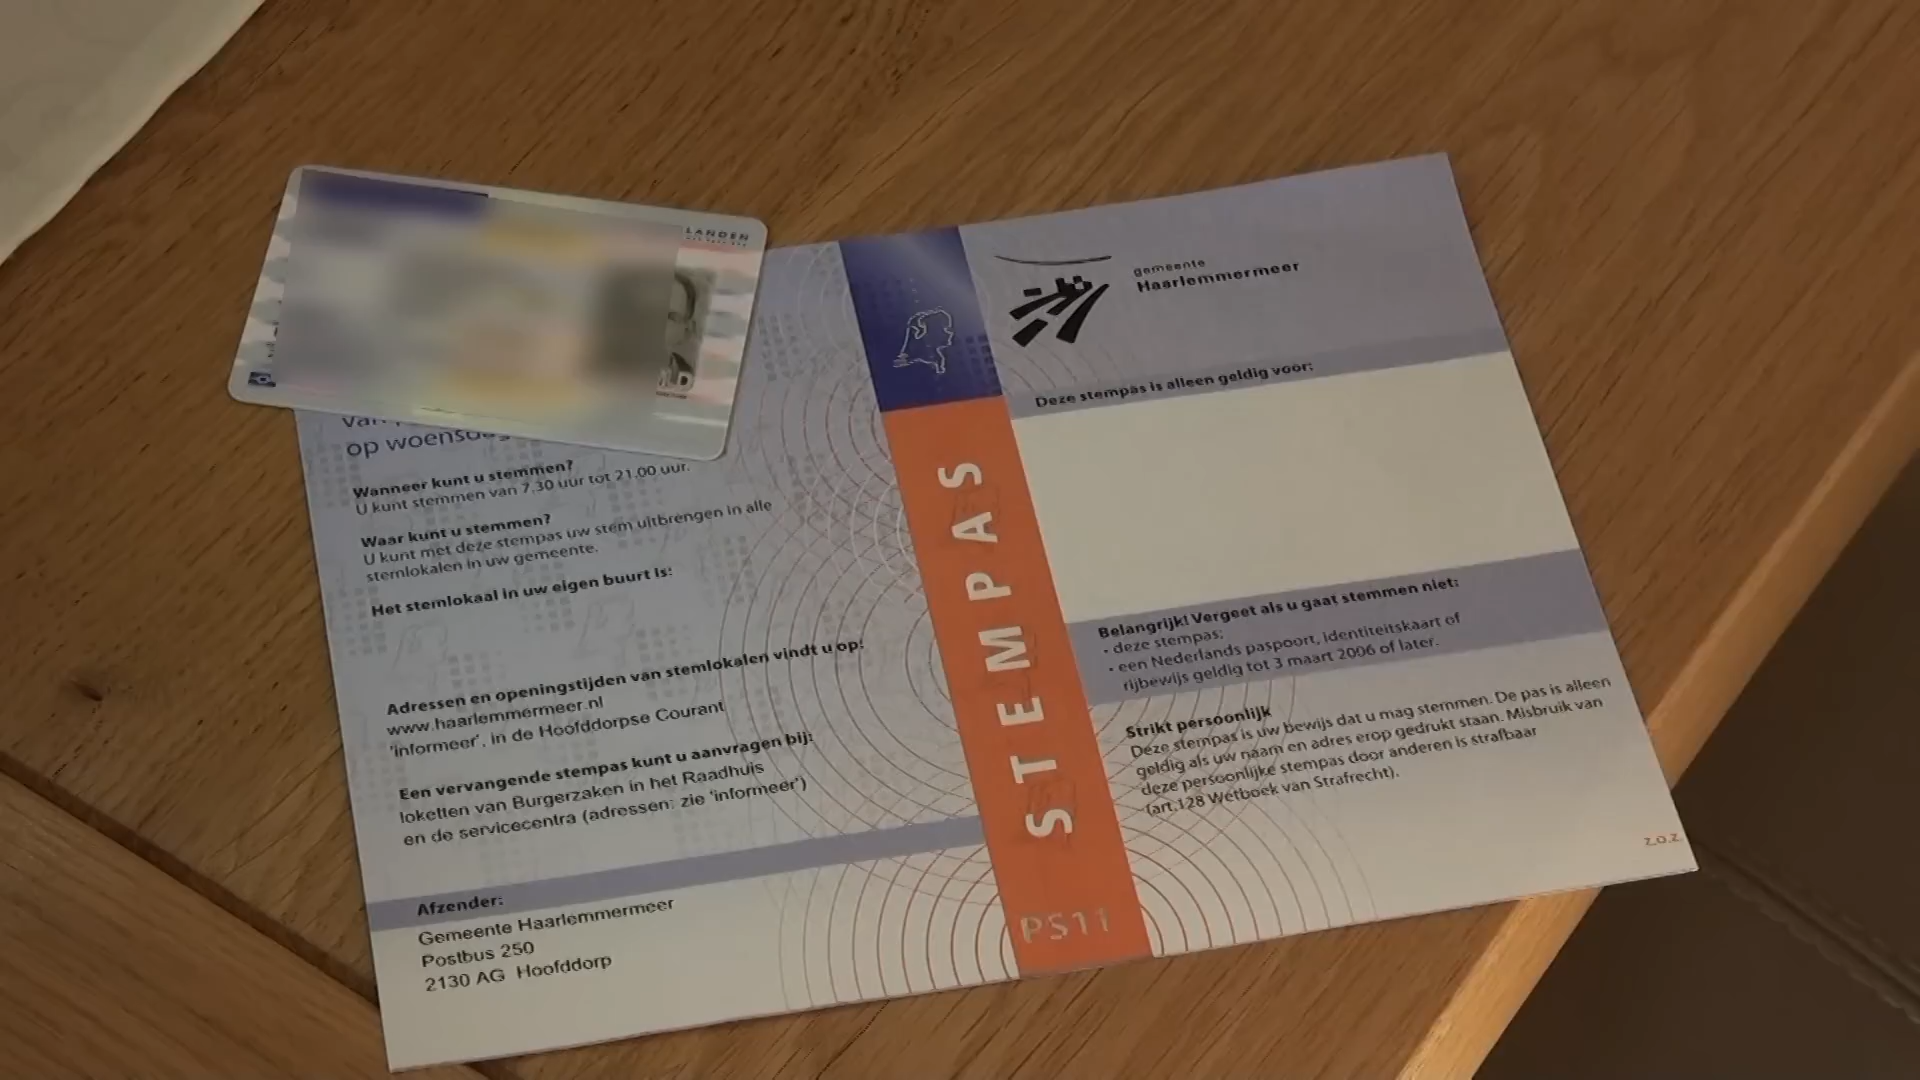 LANDEN
op woensdag
Wanneer kunt u stemmen?
U kunt stemmen van 7.30 uur tot 21.00 uur.
Waar kunt u stemmen?
U kunt met deze stempas uw stem uitbrengen in alle
stemlokalen in uw gemeente.
Het stemlokaal in uw eigen buurt is:
Adressen en openingstijden van stemlokalen vindt u op:
www.haarlemmermeer.nl
'informeer', in de Hoofddorpse Courant
Een vervangende stempas kunt u aanvragen bij:
loketten van Burgerzaken in het Raadhuis
en de servicecentra (adressen: zie 'informeer')
Afzender:
Gemeente Haarlemmermeer
Postbus 250
2130 AG Hoofddorp
STEMPAS
PS11
gemeente
Haarlemmermeer
Deze stempas is alleen geldig voor:
Belangrijk! Vergeet als u gaat stemmen niet:
• deze stempas;
• een Nederlands paspoort, identiteitskaart of
rijbewijs geldig tot 3 maart 2006 of later.
Strikt persoonlijk
Deze stempas is uw bewijs dat u mag stemmen. De pas is alleen
geldig als uw naam en adres erop gedrukt staan. Misbruik van
deze persoonlijke stempas door anderen is strafbaar
(art.128 Wetboek van Strafrecht).
z.o.z.